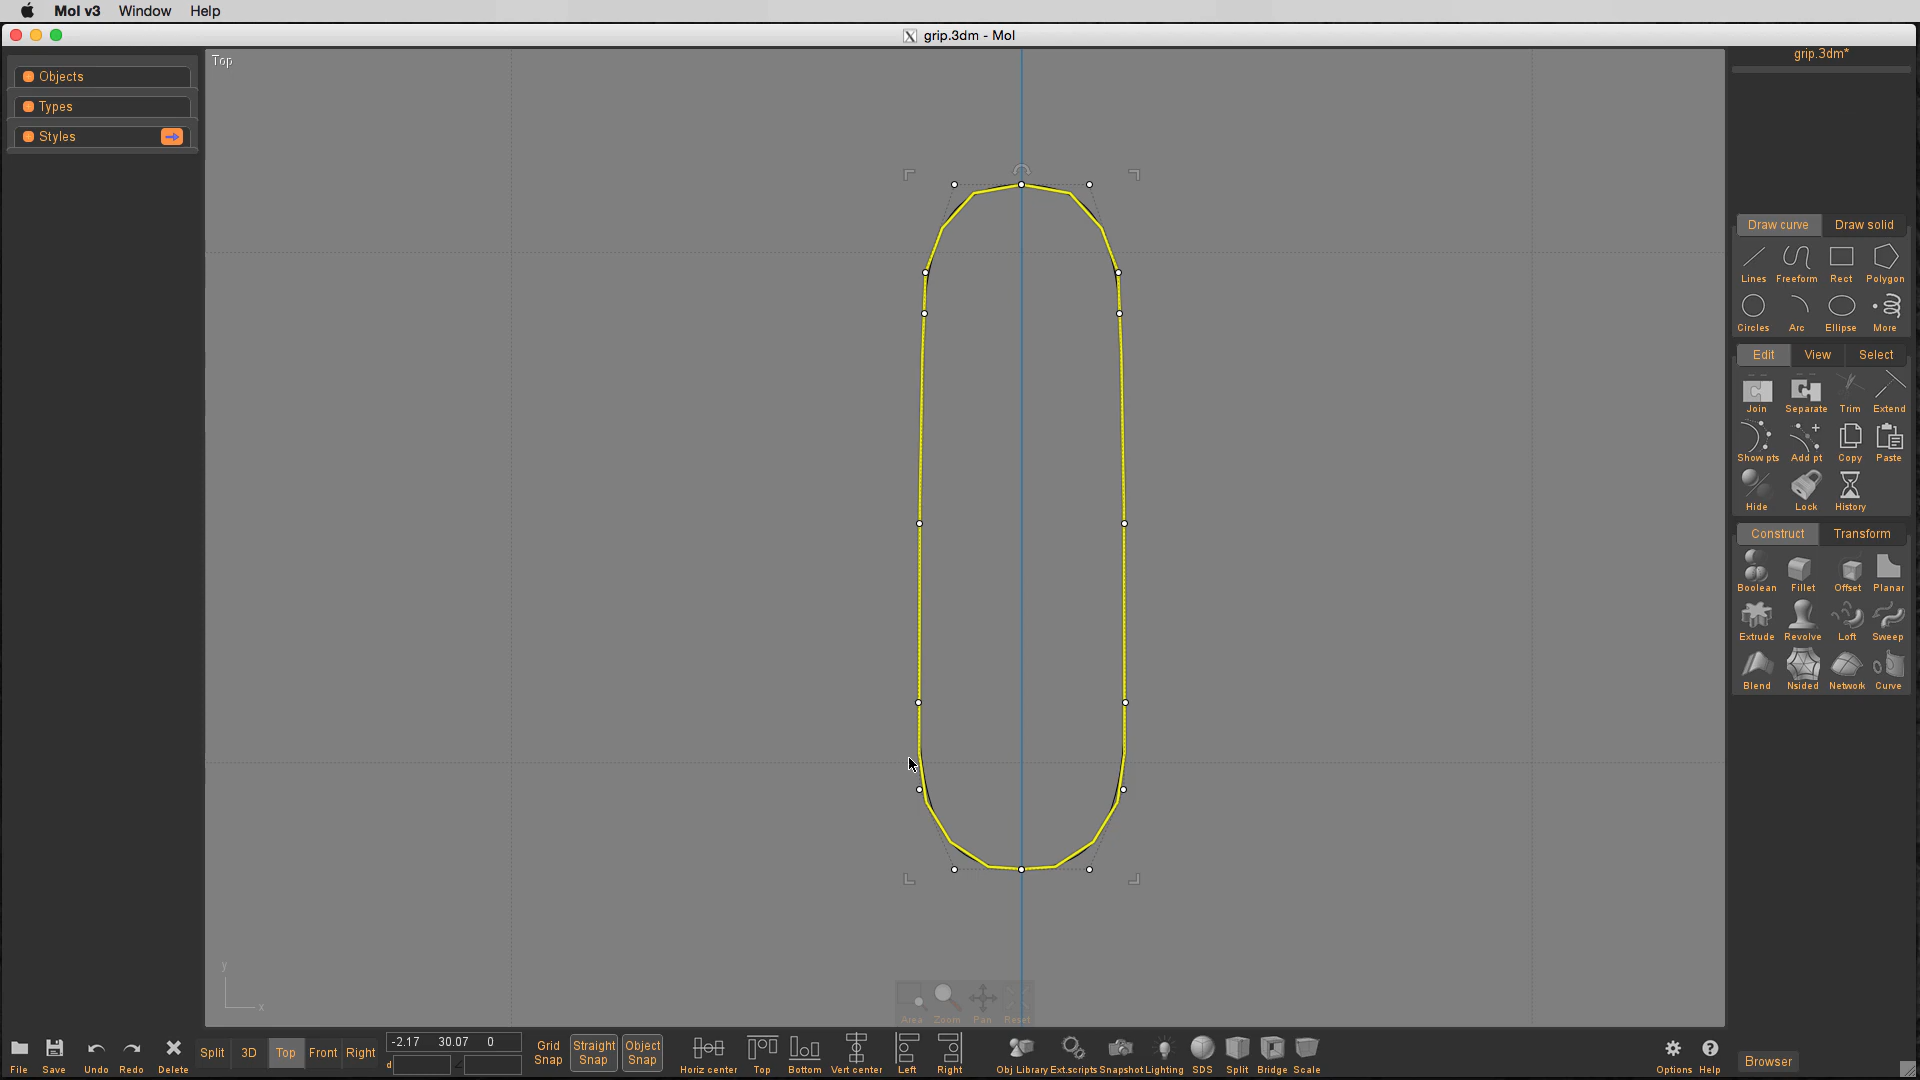 MoI v3 Window Help
grip.3dm - MoI
Objects
Types
Styles
Top
grip.3dm*
Draw curve Draw solid
Lines Freeform Rect Polygon
Circles Arc Ellipse More
Edit View Select
Join Separate Trim Extend
Show pts Add pt Copy Paste
Hide Lock History
Construct Transform
Boolean Fillet Offset Planar
Extrude Revolve Loft Sweep
Blend Nsided Network Curve
y
x
Area Zoom Pan Reset
File Save Undo Redo Delete
Split 3D Top Front Right
-2.17 30.07 0
d
Grid Snap
Straight Snap
Object Snap
Horiz center Top Bottom Vert center Left Right
Obj Library Ext.scripts Snapshot Lighting SDS Split Bridge Scale
Options Help
Browser